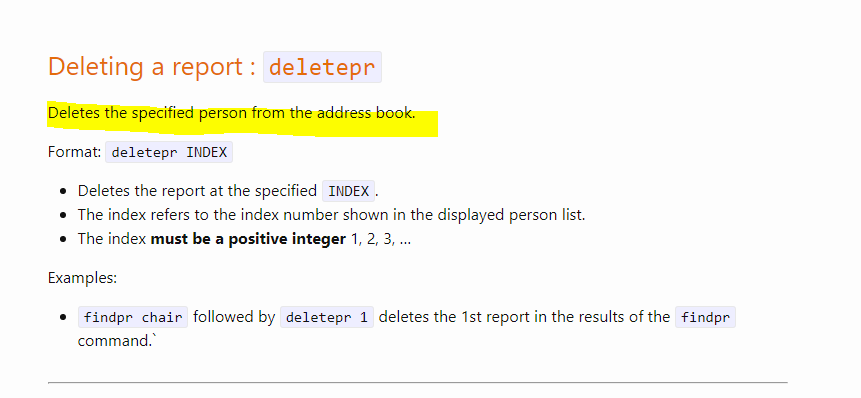 Deleting a report : deletepr
Deletes the specified person from the address book.
Format: deletepr INDEX
Deletes the report at the specified INDEX.
The index refers to the index number shown in the displayed person list.
The index must be a positive integer 1, 2, 3, …
Examples:
findpr chair followed by deletepr 1 deletes the 1st report in the results of the findpr
command.`